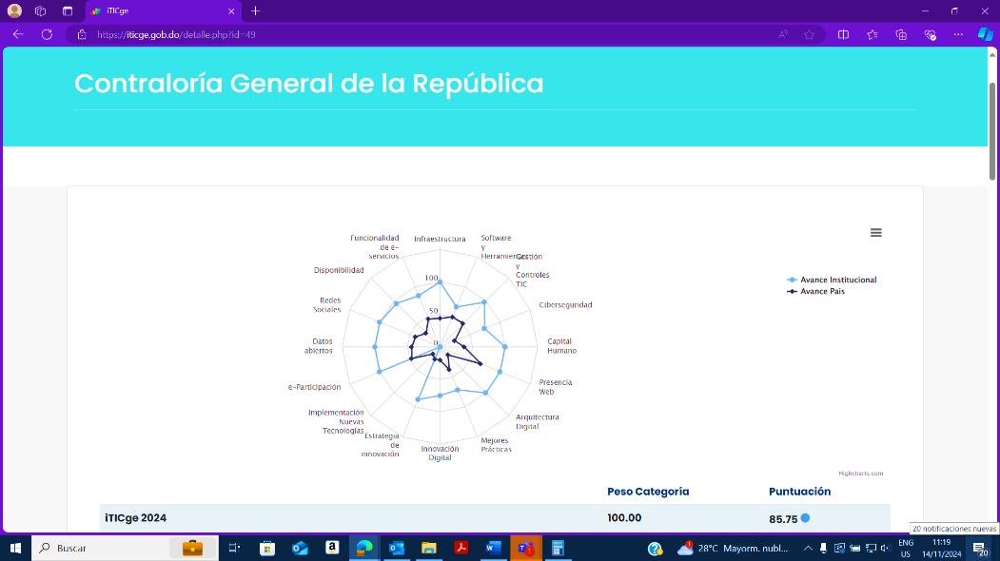 iTICge
https://iticge.gob.do/detalle.php?id=49
Contraloría General de la República
Funcionalidad
de e-
servicios
Infraestructura
Software
y
Herramientas
Gestión
y
Controles
TIC
Disponibilidad
Redes
Sociales
Ciberseguridad
Datos
abiertos
Capital
Humano
e-Participación
Presencia
Web
Implementación
Nuevas
Tecnologías
Arquitectura
Digital
Estrategia
de
innovación
Innovación
Digital
Mejores
Prácticas
100
50
0
Avance Institucional
Avance Pais
Highcharts.com
Peso Categoría Puntuación
iTICge 2024 100.00 85.75
20 notificaciones nuevas
Buscar
28°C Mayorm. nubl...
ENG
US
11:19
14/11/2024
20